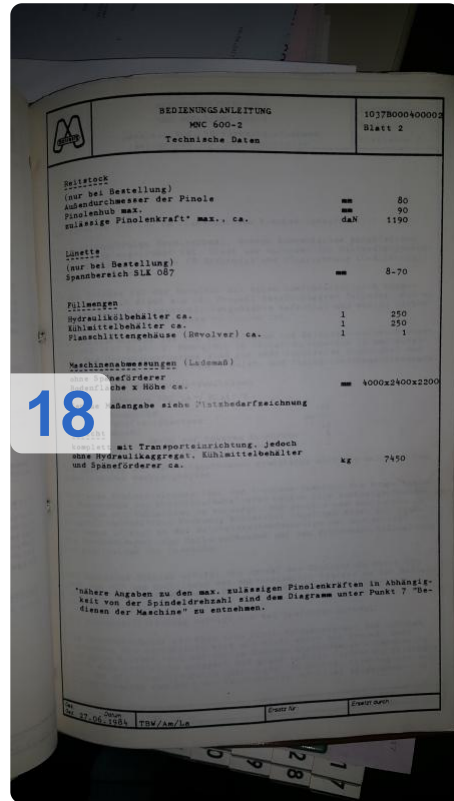 BEDIENUNGSANLEITUNG
MNC 600-2
Technische Daten
1037B000400002
Blatt 2
Reitstock
(nur bei Bestellung)
Außendurchmesser der Pinole mm 80
Pinolenhub max. mm 90
zulässige Pinolenkraft* max., ca. daN 1190
Lünette
(nur bei Bestellung)
Spannbereich SLK 087 mm 8-70
Füllmengen
Hydraulikölbehälter ca. l 250
Kühlmittelbehälter ca. l 250
Planschlittengehäuse (Revolver) ca. l 1
Maschinenabmessungen (Lademaß)
ohne Späneförderer
Bodenfläche x Höhe ca. mm 4000x2400x2200
Maßangabe siehe Platzbedarfszeichnung
18
komplett mit Transporteinrichtung, jedoch
ohne Hydraulikaggregat, Kühlmittelbehälter
und Späneförderer ca. kg 7450
*nähere Angaben zu den max. zulässigen Pinolenkräften in Abhängig-
keit von der Spindeldrehzahl sind dem Diagramm unter Punkt 7 "Be-
dienen der Maschine" zu entnehmen.
Datum
27.06.1984 TBW/Am/Lm
Ersatz für
Ersetzt durch